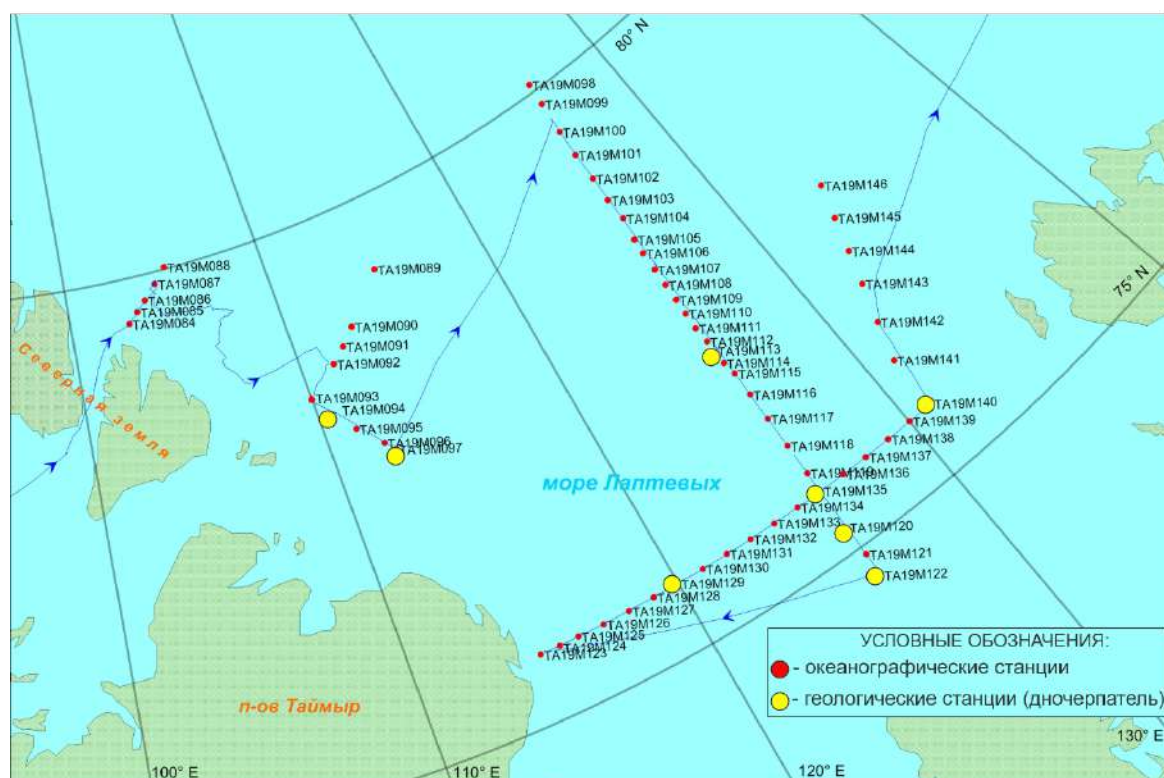 80° N
TA19M098
TA19M099
TA19M100
TA19M101
TA19M102
TA19M103
TA19M104
TA19M105
TA19M106
TA19M107
TA19M108
TA19M109
TA19M110
TA19M111
TA19M112
TA19M113
TA19M114
TA19M115
TA19M116
TA19M117
TA19M118
TA19M119
TA19M146
TA19M145
TA19M144
TA19M143
TA19M142
TA19M141
TA19M140
TA19M139
TA19M138
TA19M137
TA19M136
TA19M135
TA19M134
TA19M133
TA19M132
TA19M131
TA19M130
TA19M129
TA19M128
TA19M127
TA19M126
TA19M125
TA19M124
TA19M123
TA19M120
TA19M121
TA19M122
75° N
TA19M088
TA19M087
TA19M086
TA19M085
TA19M084
TA19M089
TA19M090
TA19M091
TA19M092
TA19M093
TA19M094
TA19M095
TA19M096
TA19M097
Северная земля
море Лаптевых
п-ов Таймыр
УСЛОВНЫЕ ОБОЗНАЧЕНИЯ:
- океанографические станции
- геологические станции (дночерпатель)
100° E
110° E
120° E
130° E